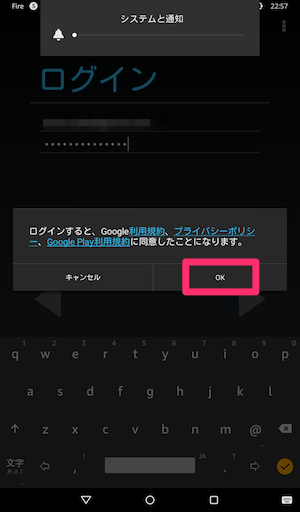 Fire 22:57
システムと通知
ログイン
••••••••••••••
ログインすると、Google利用規約、プライバシーポリシ
ー、Google Play利用規約に同意したことになります。
キャンセル OK
1 2 3 4 5 6 7 8 9 0
q w e r t y u i o p
a s d f g h j k l
z x c v b n m @
文字 , JA . ?
あA1